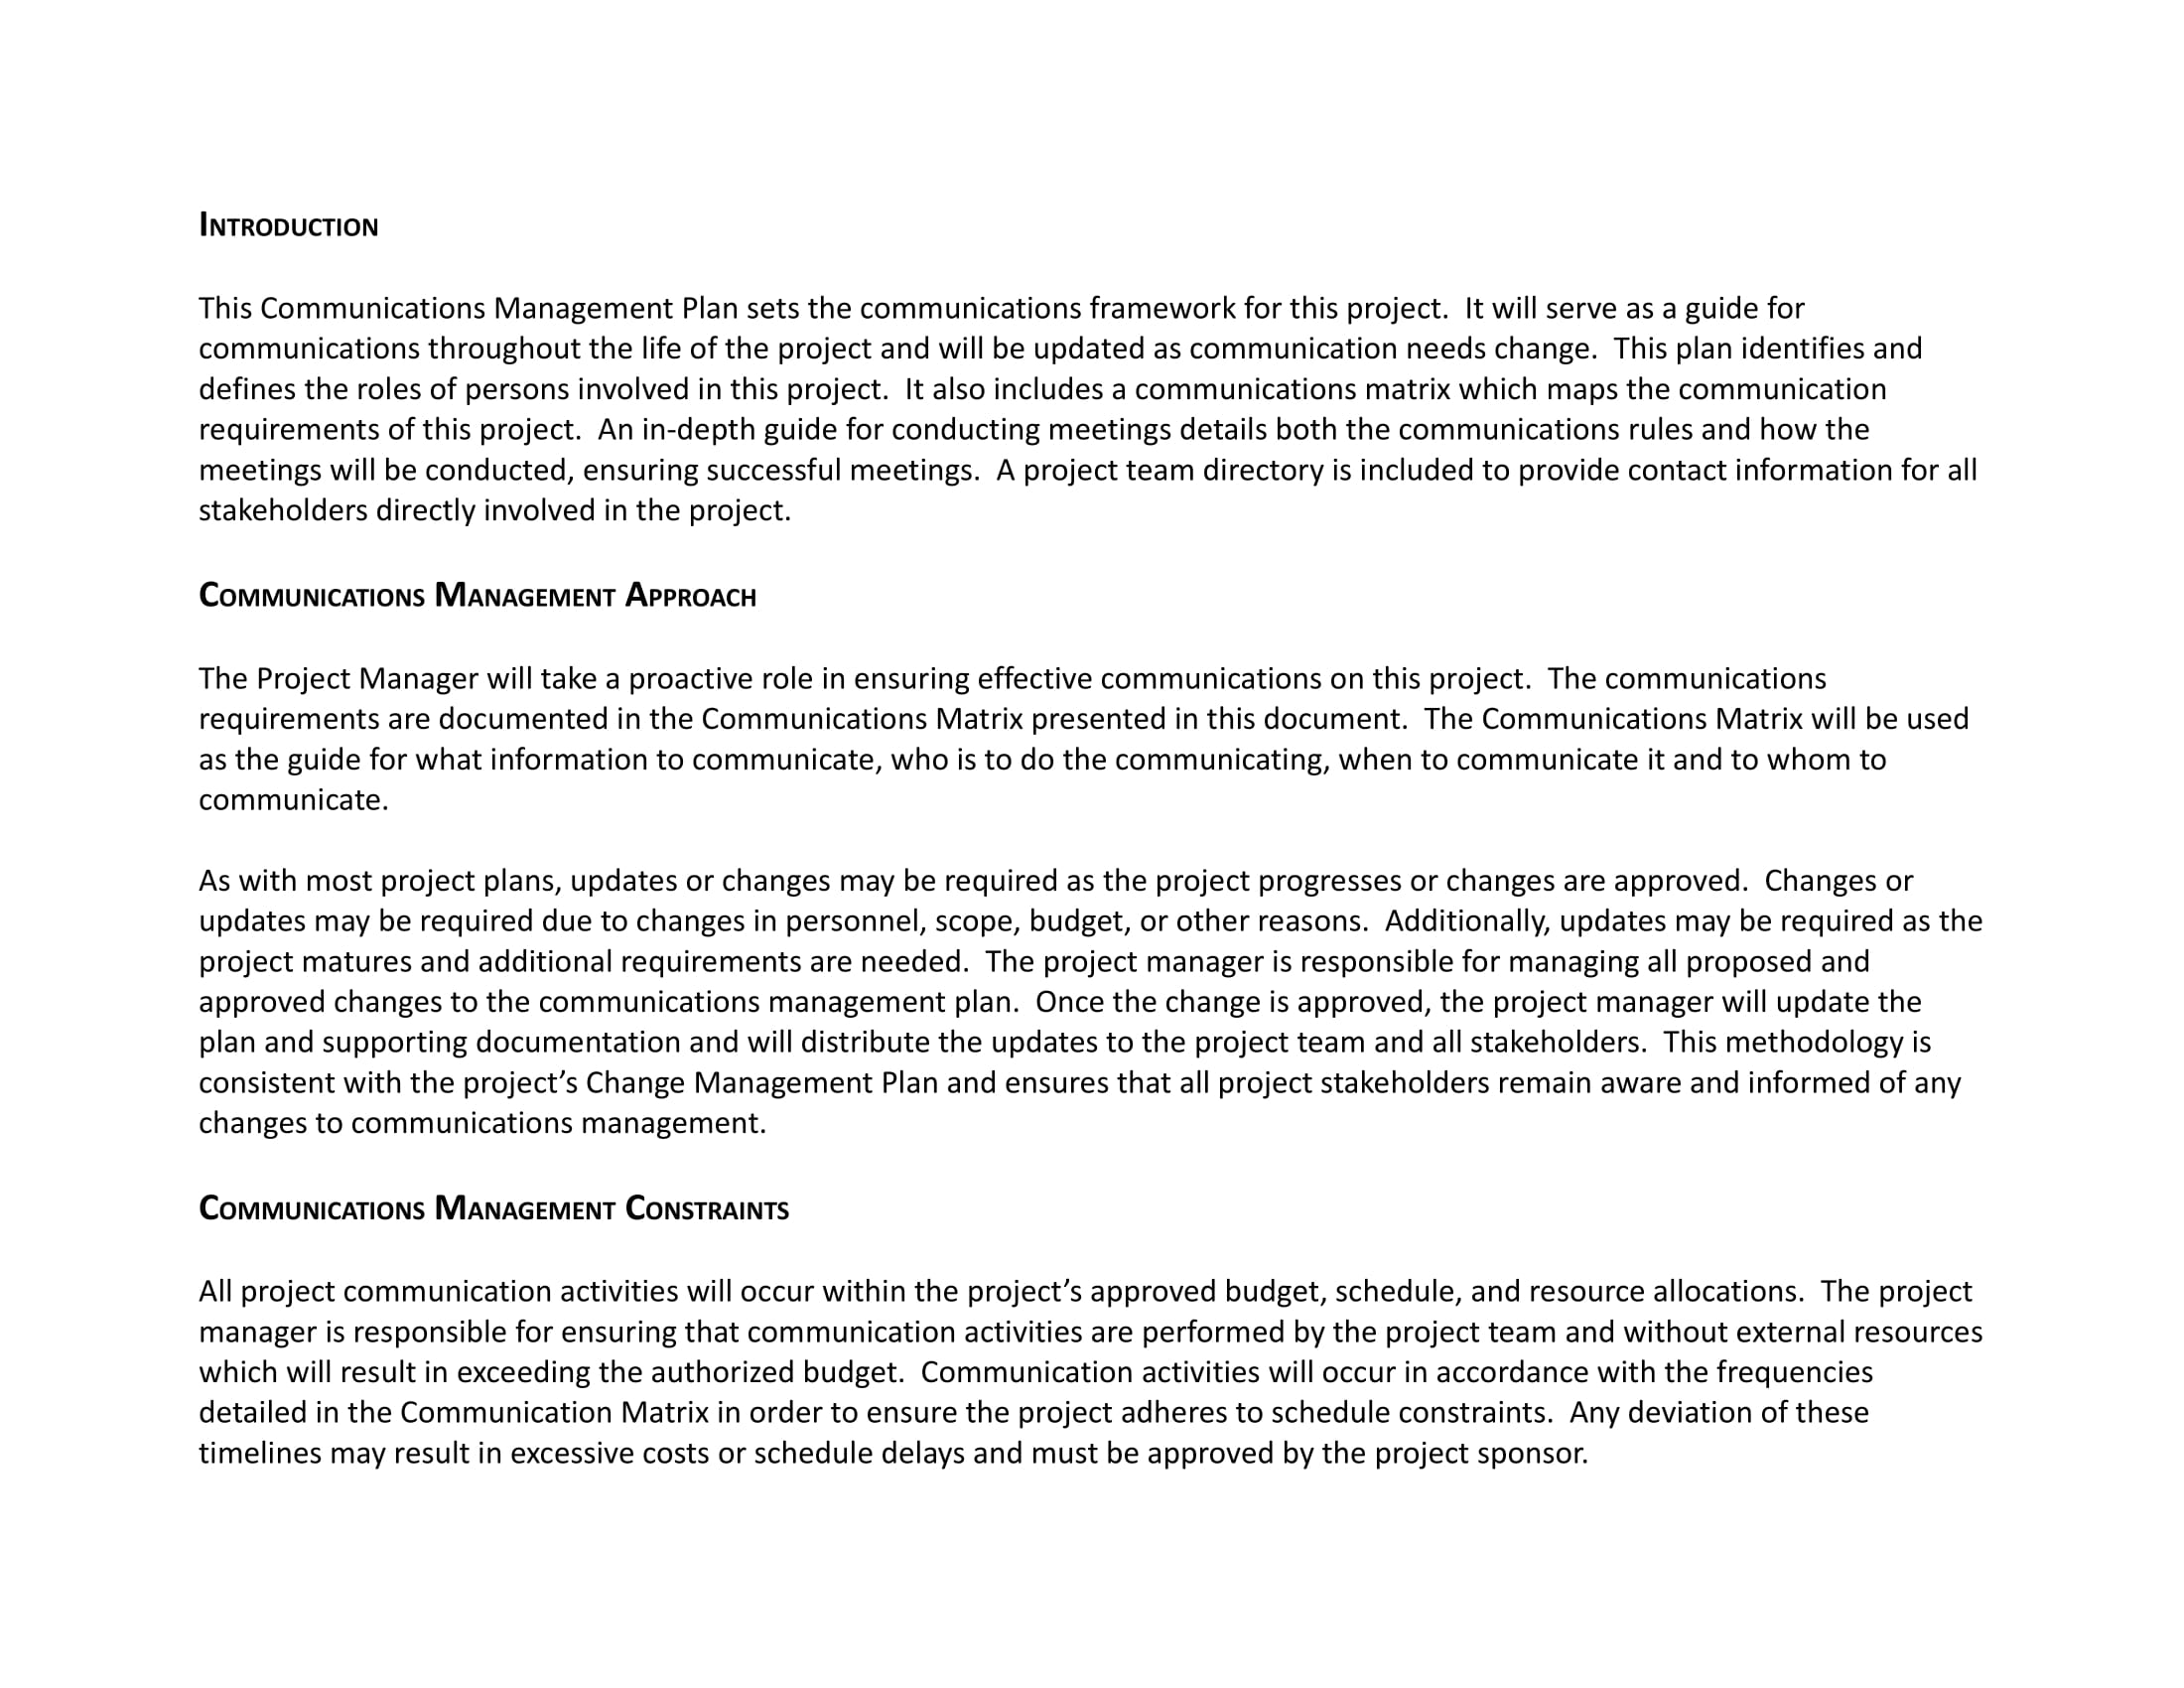 Introduction
This Communications Management Plan sets the communications framework for this project.  It will serve as a guide for
communications throughout the life of the project and will be updated as communication needs change.  This plan identifies and
defines the roles of persons involved in this project.  It also includes a communications matrix which maps the communication
requirements of this project.  An in-depth guide for conducting meetings details both the communications rules and how the
meetings will be conducted, ensuring successful meetings.  A project team directory is included to provide contact information for all
stakeholders directly involved in the project.
Communications Management Approach
The Project Manager will take a proactive role in ensuring effective communications on this project.  The communications
requirements are documented in the Communications Matrix presented in this document.  The Communications Matrix will be used
as the guide for what information to communicate, who is to do the communicating, when to communicate it and to whom to
communicate.
As with most project plans, updates or changes may be required as the project progresses or changes are approved.  Changes or
updates may be required due to changes in personnel, scope, budget, or other reasons.  Additionally, updates may be required as the
project matures and additional requirements are needed.  The project manager is responsible for managing all proposed and
approved changes to the communications management plan.  Once the change is approved, the project manager will update the
plan and supporting documentation and will distribute the updates to the project team and all stakeholders.  This methodology is
consistent with the project’s Change Management Plan and ensures that all project stakeholders remain aware and informed of any
changes to communications management.
Communications Management Constraints
All project communication activities will occur within the project’s approved budget, schedule, and resource allocations.  The project
manager is responsible for ensuring that communication activities are performed by the project team and without external resources
which will result in exceeding the authorized budget.  Communication activities will occur in accordance with the frequencies
detailed in the Communication Matrix in order to ensure the project adheres to schedule constraints.  Any deviation of these
timelines may result in excessive costs or schedule delays and must be approved by the project sponsor.